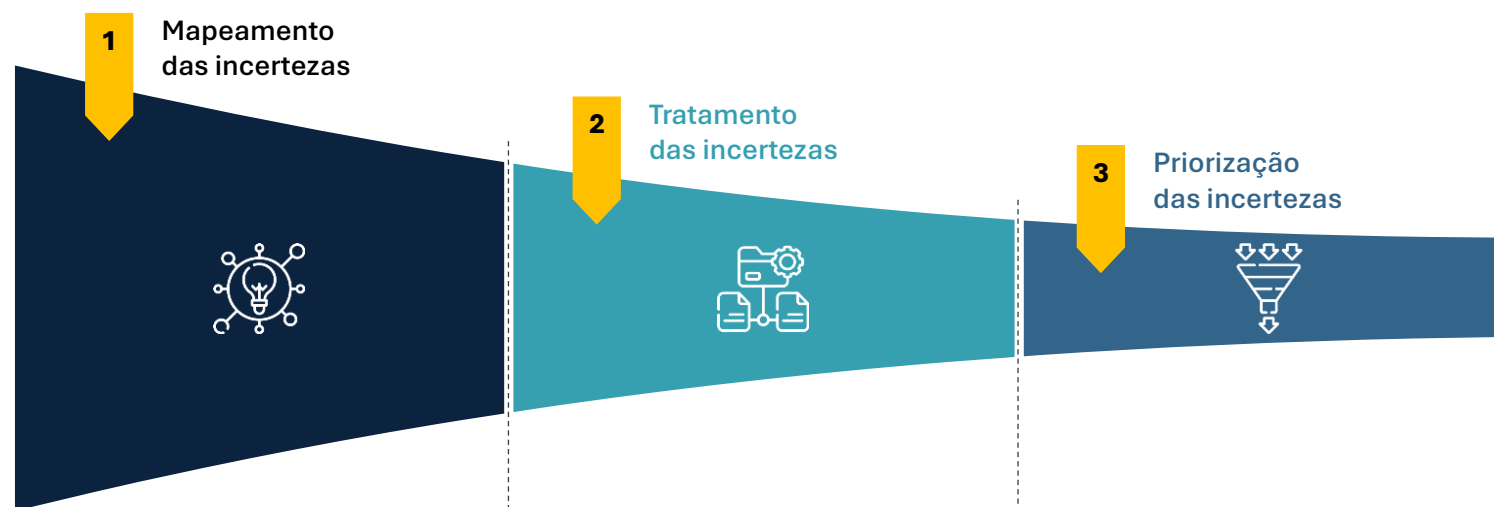 1
Mapeamento
das incertezas
2
Tratamento
das incertezas
3
Priorização
das incertezas